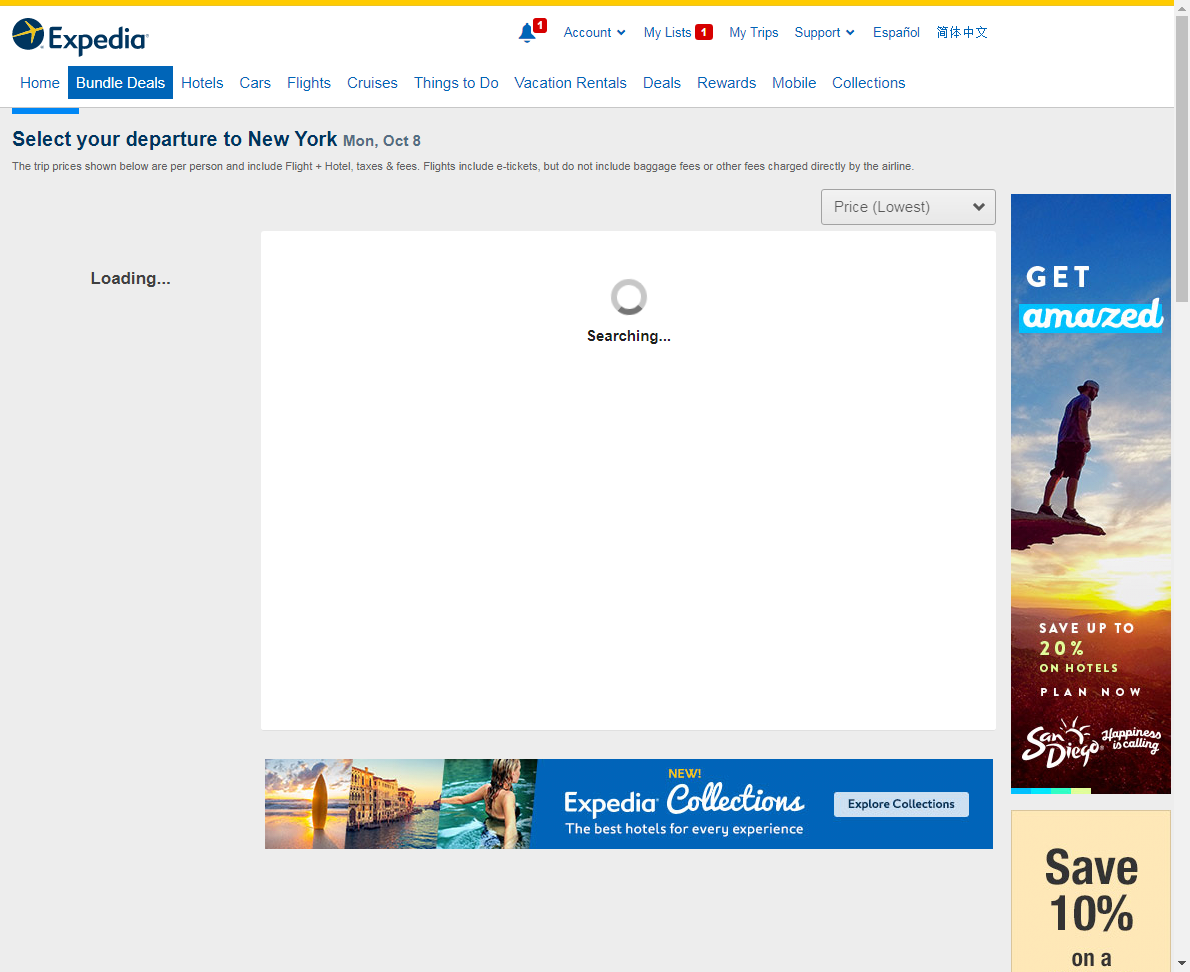 Expedia
1
Account
My Lists 1
My Trips
Support
Español
简体中文
Home
Bundle Deals
Hotels
Cars
Flights
Cruises
Things to Do
Vacation Rentals
Deals
Rewards
Mobile
Collections
Select your departure to New York Mon, Oct 8
The trip prices shown below are per person and include Flight + Hotel, taxes & fees. Flights include e-tickets, but do not include baggage fees or other fees charged directly by the airline.
Price (Lowest)
Loading...
Searching...
GET
amazed
SAVE UP TO
20%
ON HOTELS
PLAN NOW
San Diego
Happiness
is calling
NEW!
Expedia Collections
The best hotels for every experience
Explore Collections
Save
10%
on a